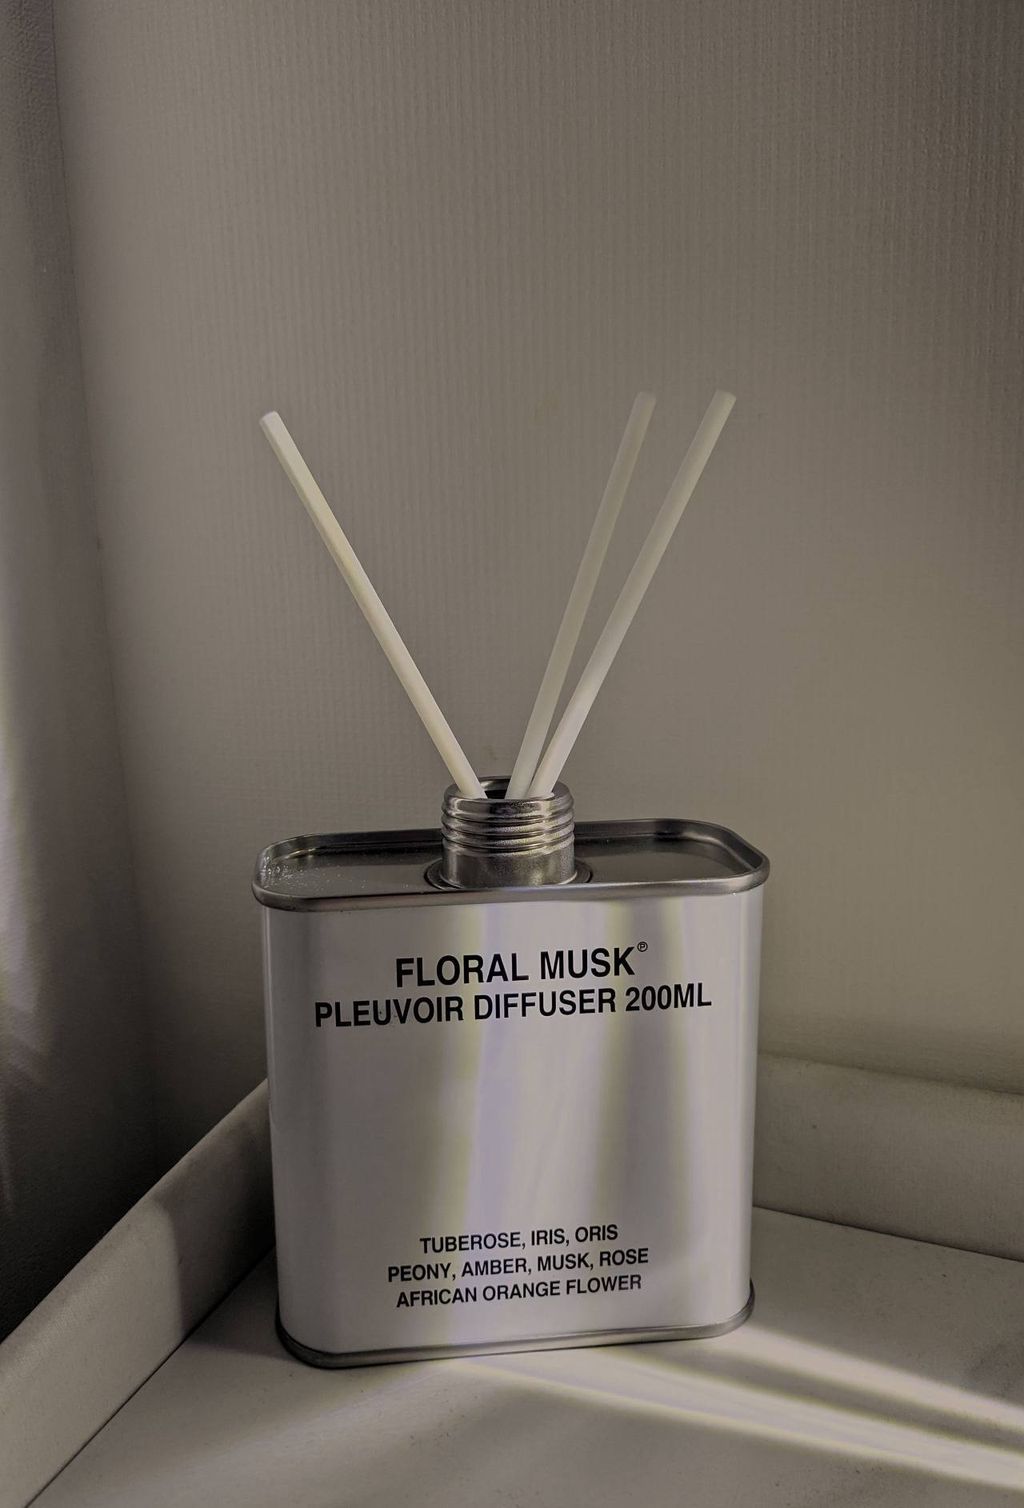 FLORAL MUSK℗
PLEUVOIR DIFFUSER 200ML
TUBEROSE, IRIS, ORIS
PEONY, AMBER, MUSK, ROSE
AFRICAN ORANGE FLOWER